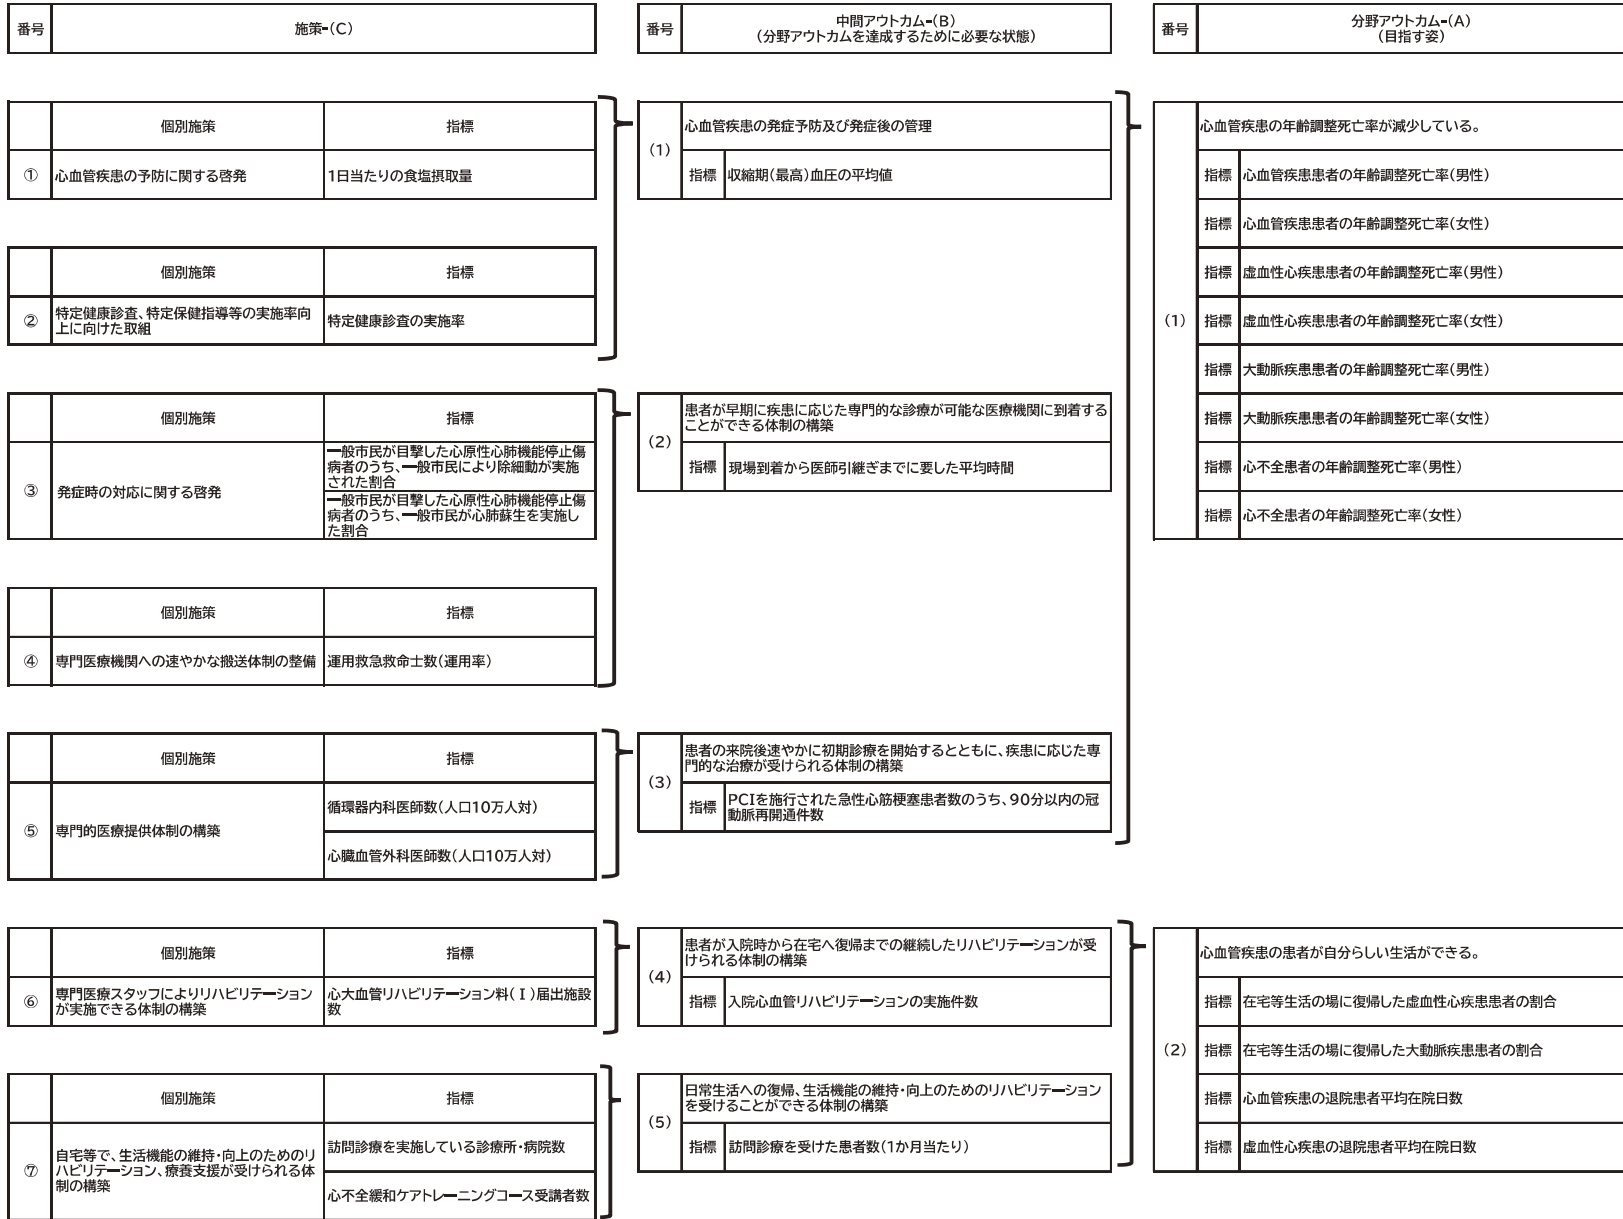 番号
施策-(C)
番号
中間アウトカム-(B)
(分野アウトカムを達成するために必要な状態)
番号
分野アウトカム-(A)
(目指す姿)
個別施策
指標
①
心血管疾患の予防に関する啓発
1日当たりの食塩摂取量
個別施策
指標
②
特定健康診査、特定保健指導等の実施率向
上に向けた取組
特定健康診査の実施率
個別施策
指標
③
発症時の対応に関する啓発
一般市民が目撃した心原性心肺機能停止傷
病者のうち、一般市民により除細動が実施
された割合
一般市民が目撃した心原性心肺機能停止傷
病者のうち、一般市民が心肺蘇生を実施し
た割合
個別施策
指標
④
専門医療機関への速やかな搬送体制の整備
運用救急救命士数(運用率)
個別施策
指標
⑤
専門的医療提供体制の構築
循環器内科医師数(人口10万人対)
心臓血管外科医師数(人口10万人対)
個別施策
指標
⑥
専門医療スタッフによりリハビリテーション
が実施できる体制の構築
心大血管リハビリテーション料(Ⅰ)届出施設
数
個別施策
指標
⑦
自宅等で、生活機能の維持・向上のためのリ
ハビリテーション、療養支援が受けられる体
制の構築
訪問診療を実施している診療所・病院数
心不全緩和ケアトレーニングコース受講者数
(1)
心血管疾患の発症予防及び発症後の管理
指標
収縮期(最高)血圧の平均値
(2)
患者が早期に疾患に応じた専門的な診療が可能な医療機関に到着する
ことができる体制の構築
指標
現場到着から医師引継ぎまでに要した平均時間
(3)
患者の来院後速やかに初期診療を開始するとともに、疾患に応じた専
門的な治療が受けられる体制の構築
指標
PCIを施行された急性心筋梗塞患者数のうち、90分以内の冠
動脈再開通件数
(4)
患者が入院時から在宅へ復帰までの継続したリハビリテーションが受
けられる体制の構築
指標
入院心血管リハビリテーションの実施件数
(5)
日常生活への復帰、生活機能の維持・向上のためのリハビリテーション
を受けることができる体制の構築
指標
訪問診療を受けた患者数(1か月当たり)
(1)
心血管疾患の年齢調整死亡率が減少している。
指標
心血管疾患患者の年齢調整死亡率(男性)
指標
心血管疾患患者の年齢調整死亡率(女性)
指標
虚血性心疾患患者の年齢調整死亡率(男性)
指標
虚血性心疾患患者の年齢調整死亡率(女性)
指標
大動脈疾患患者の年齢調整死亡率(男性)
指標
大動脈疾患患者の年齢調整死亡率(女性)
指標
心不全患者の年齢調整死亡率(男性)
指標
心不全患者の年齢調整死亡率(女性)
(2)
心血管疾患の患者が自分らしい生活ができる。
指標
在宅等生活の場に復帰した虚血性心疾患患者の割合
指標
在宅等生活の場に復帰した大動脈疾患患者の割合
指標
心血管疾患の退院患者平均在院日数
指標
虚血性心疾患の退院患者平均在院日数